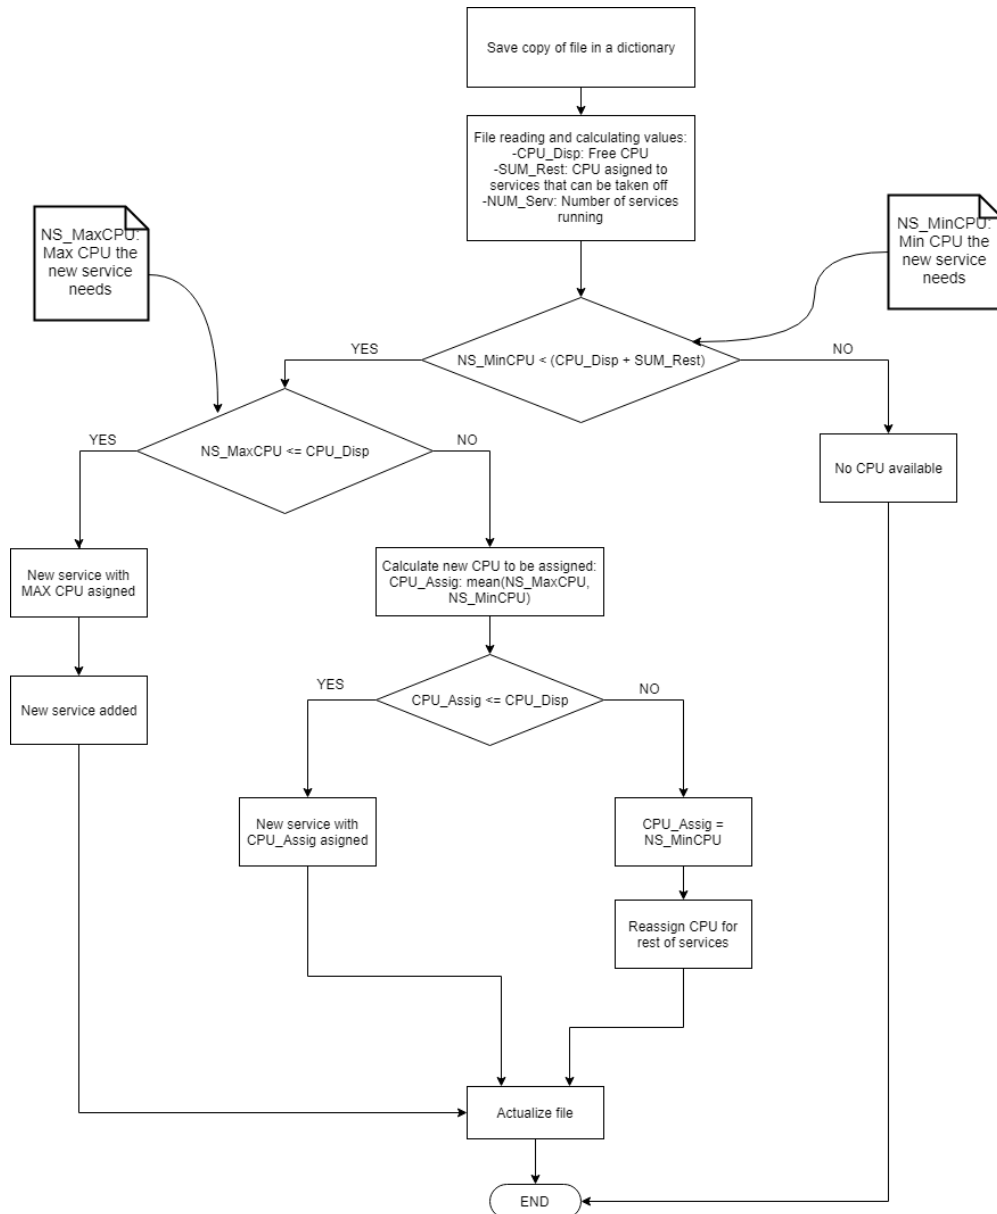 Save copy of file in a dictionary
File reading and calculating values:
-CPU_Disp: Free CPU
-SUM_Rest: CPU asigned to
services that can be taken off
-NUM_Serv: Number of services
running
NS_MaxCPU:
Max CPU the
new service
needs
NS_MinCPU:
Min CPU the
new service
needs
YES
NS_MinCPU < (CPU_Disp + SUM_Rest)
NO
YES
NS_MaxCPU <= CPU_Disp
NO
No CPU available
New service with
MAX CPU asigned
Calculate new CPU to be assigned:
CPU_Assig: mean(NS_MaxCPU,
NS_MinCPU)
New service added
YES
CPU_Assig <= CPU_Disp
NO
New service with
CPU_Assig asigned
CPU_Assig =
NS_MinCPU
Reassign CPU for
rest of services
Actualize file
END